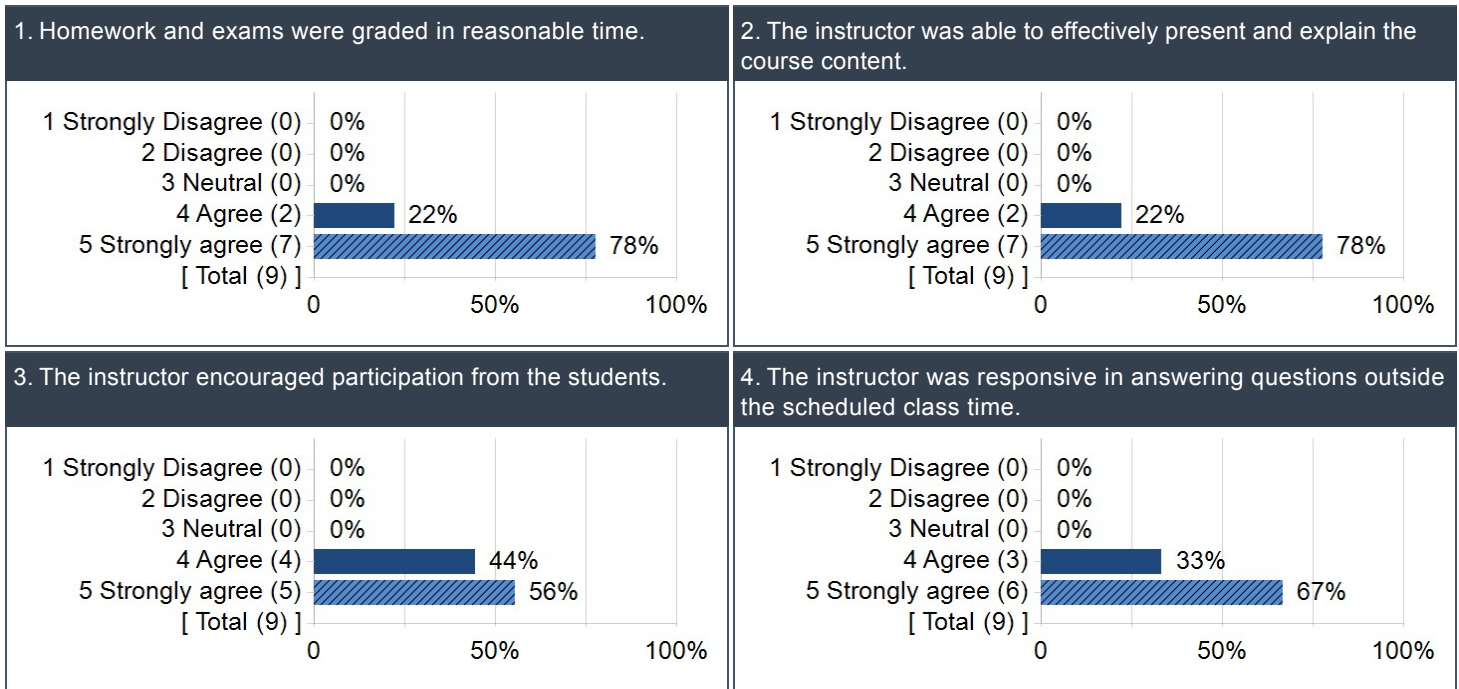 1. Homework and exams were graded in reasonable time.
1 Strongly Disagree (0) 0%
2 Disagree (0) 0%
3 Neutral (0) 0%
4 Agree (2) 22%
5 Strongly agree (7) 78%
[ Total (9) ]
0 50% 100%
2. The instructor was able to effectively present and explain the
course content.
1 Strongly Disagree (0) 0%
2 Disagree (0) 0%
3 Neutral (0) 0%
4 Agree (2) 22%
5 Strongly agree (7) 78%
[ Total (9) ]
0 50% 100%
3. The instructor encouraged participation from the students.
1 Strongly Disagree (0) 0%
2 Disagree (0) 0%
3 Neutral (0) 0%
4 Agree (4) 44%
5 Strongly agree (5) 56%
[ Total (9) ]
0 50% 100%
4. The instructor was responsive in answering questions outside
the scheduled class time.
1 Strongly Disagree (0) 0%
2 Disagree (0) 0%
3 Neutral (0) 0%
4 Agree (3) 33%
5 Strongly agree (6) 67%
[ Total (9) ]
0 50% 100%